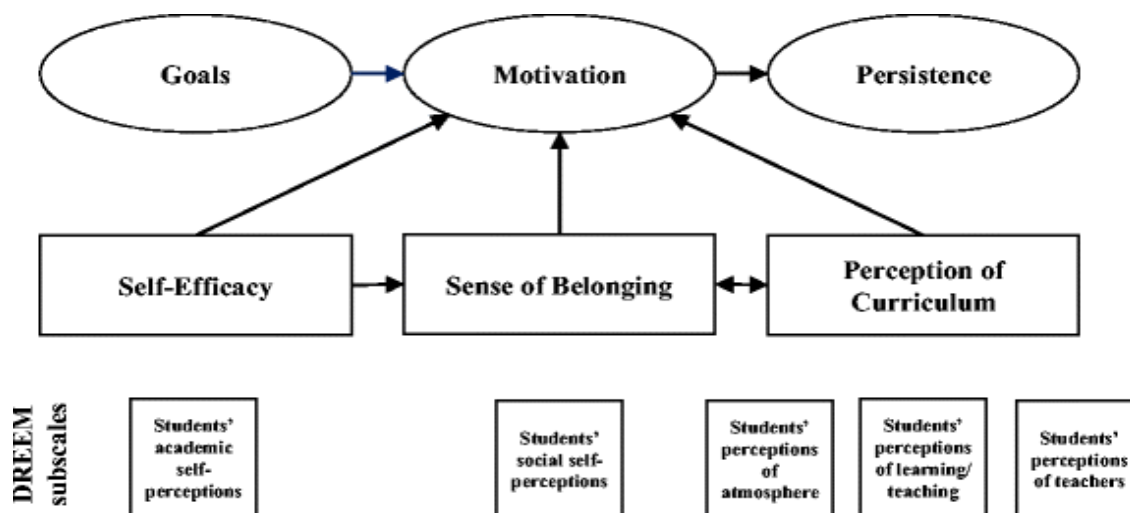 Goals
Motivation
Persistence
Self-Efficacy
Sense of Belonging
Perception of
Curriculum
DREEM
subscales
Students'
academic
self-
perceptions
Students'
social self-
perceptions
Students'
perceptions
of
atmosphere
Students'
perceptions
of learning/
teaching
Students'
perceptions
of teachers